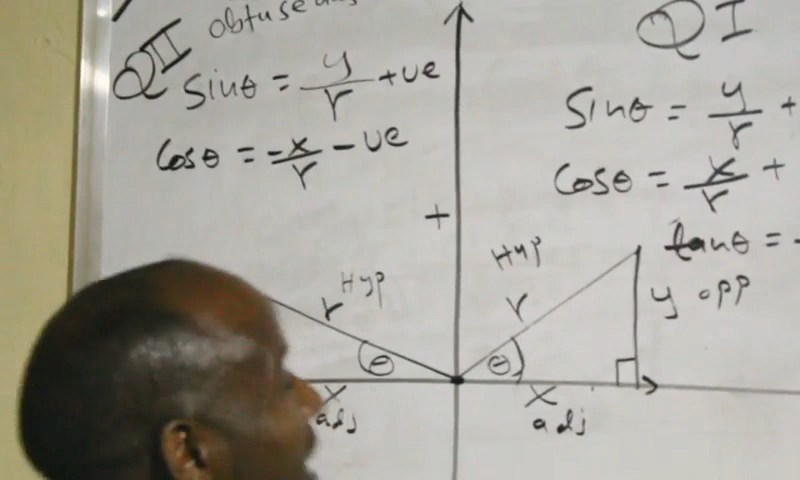 QII obtuse
Sinθ = y/r +ve
Cosθ = -x/r -ve
QI
Sinθ = y/r +
Cosθ = x/r +
tanθ =
+
r Hyp
θ
x
adj
Hyp
r
θ
x
adj
y opp